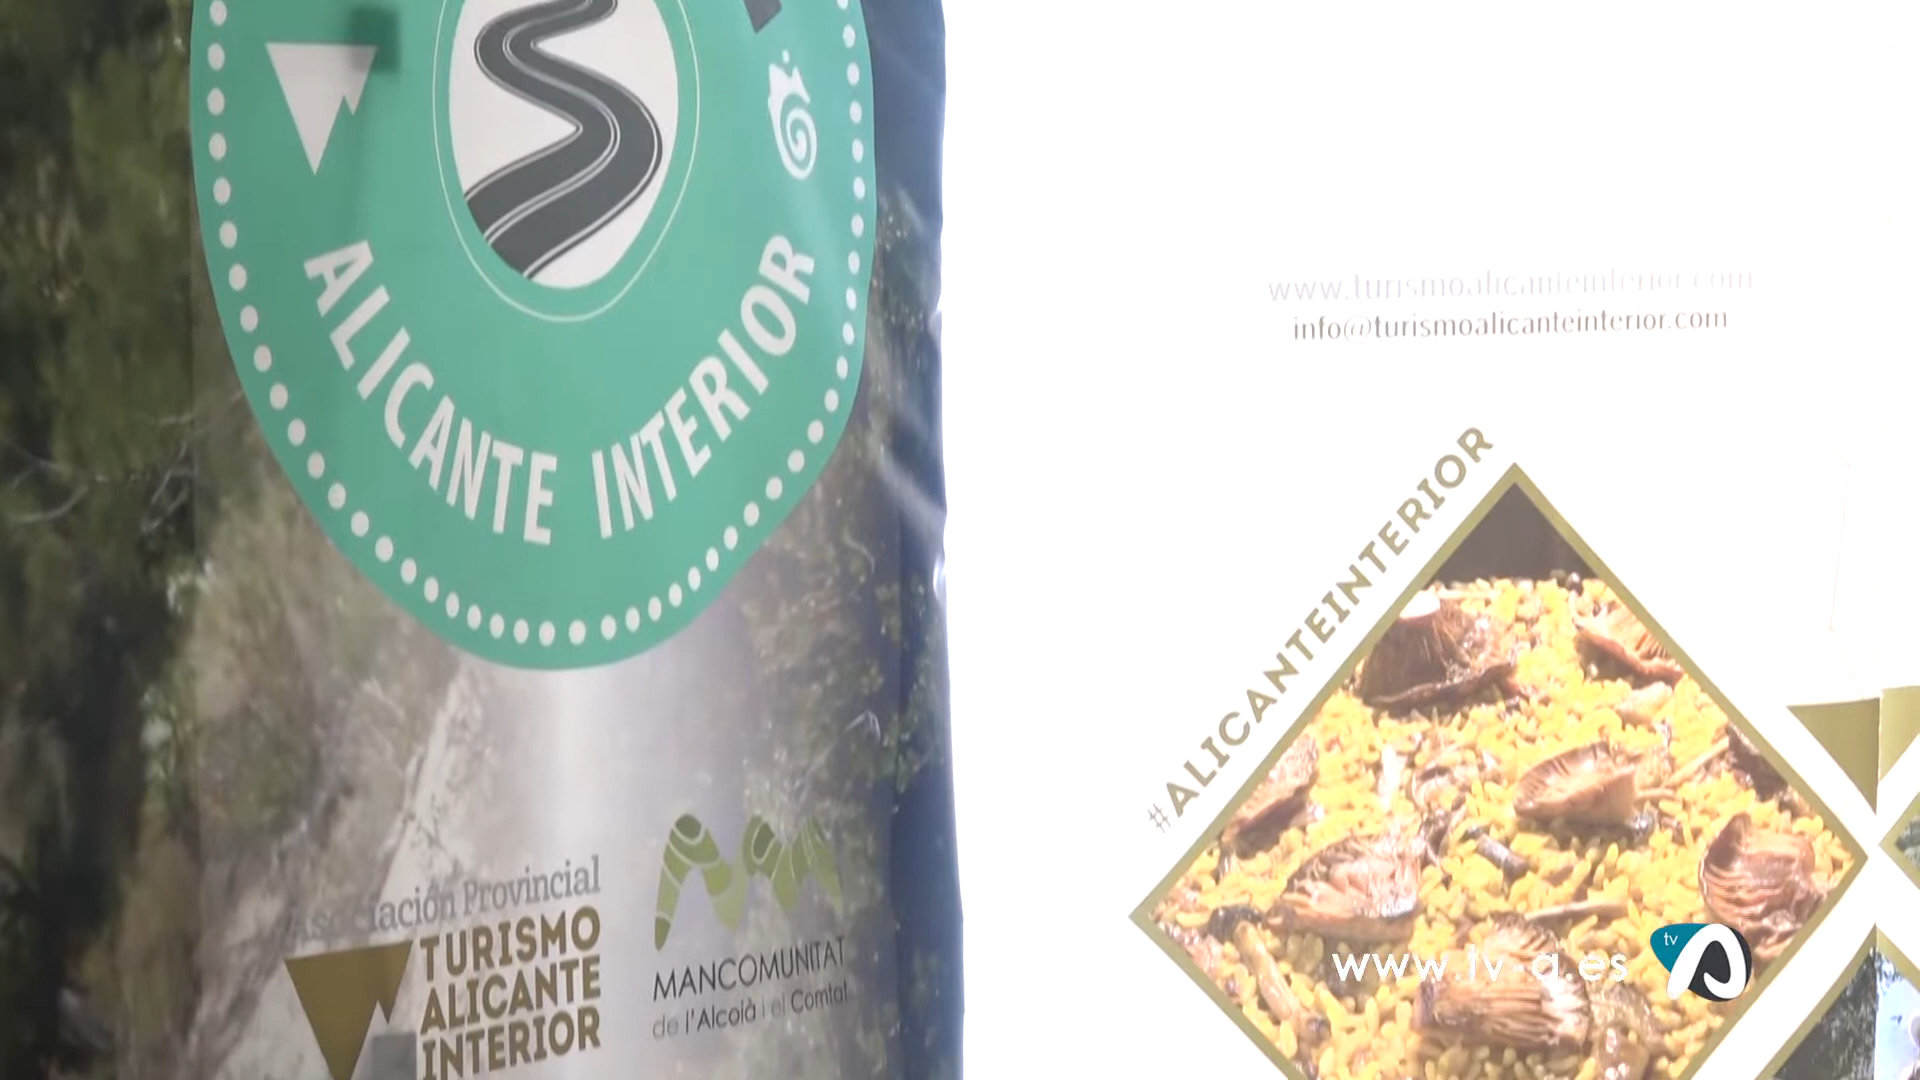 ALICANTE INTERIOR
Asociación Provincial
TURISMO
ALICANTE
INTERIOR
MANCOMUNITAT
de l'Alcoià i el Comtat
www.turismoalicanteinterior.com
info@turismoalicanteinterior.com
#ALICANTEINTERIOR
www.tv-a.es
tv